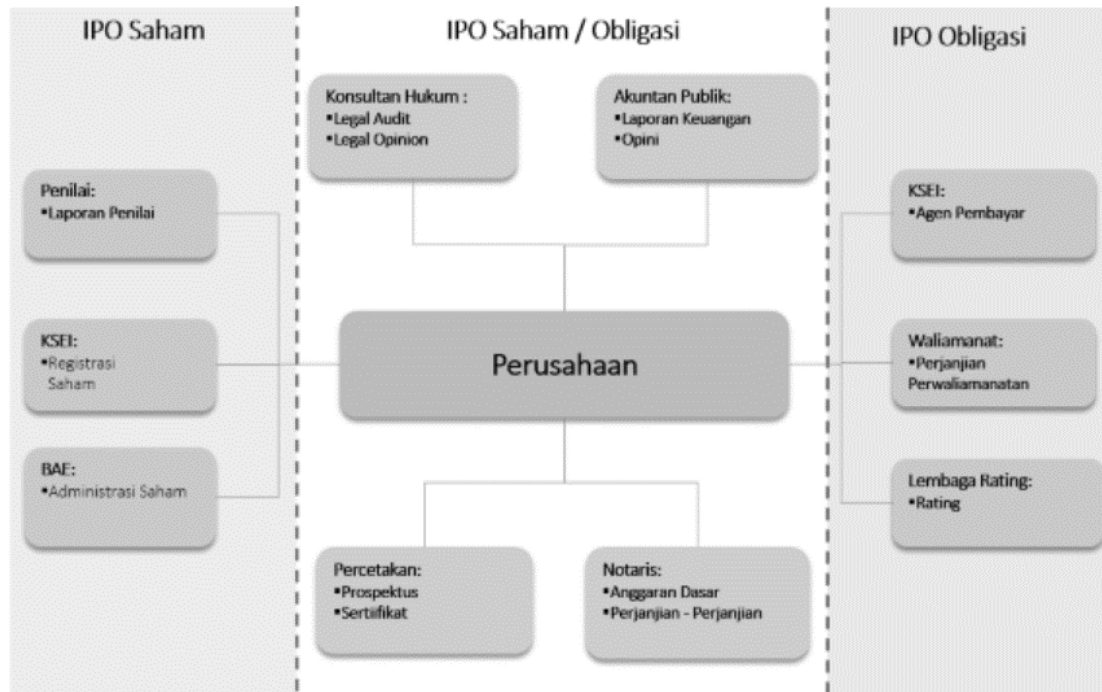 IPO Saham
Penilai:
▪Laporan Penilai
KSEI:
▪Registrasi
Saham
BAE:
▪Administrasi Saham
IPO Saham / Obligasi
Konsultan Hukum :
▪Legal Audit
▪Legal Opinion
Akuntan Publik:
▪Laporan Keuangan
▪Opini
Perusahaan
Percetakan:
▪Prospektus
▪Sertiifikat
Notaris:
▪Anggaran Dasar
▪Perjanjian - Perjanjian
IPO Obligasi
KSEI:
▪Agen Pembayar
Waliamanat:
▪Perjanjian
Perwaliamanatan
Lembaga Rating:
▪Rating